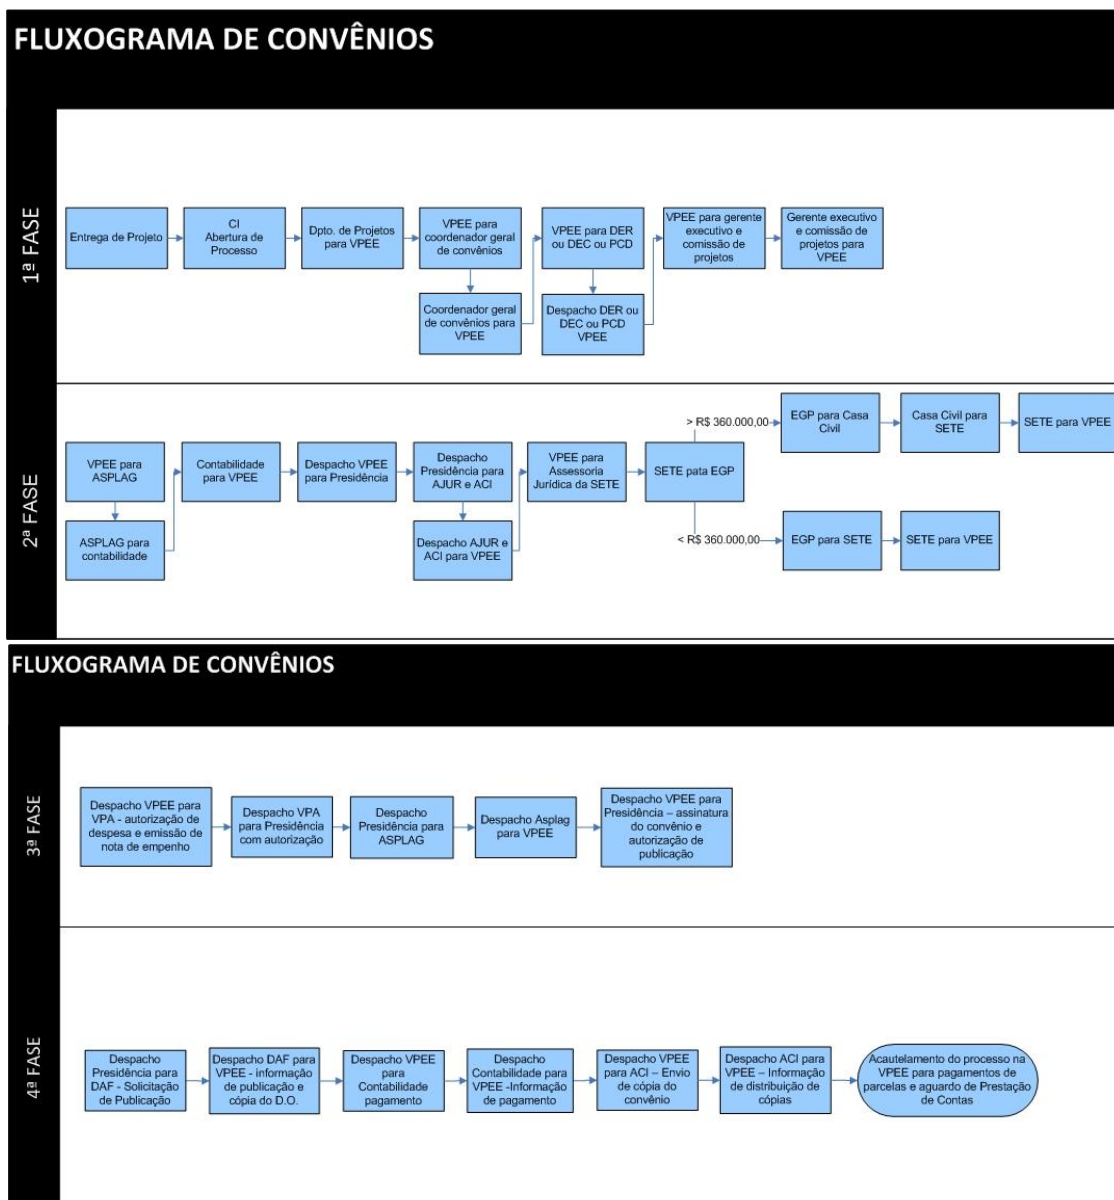 FLUXOGRAMA DE CONVÊNIOS
1ª FASE
Entrega de Projeto
CI
Abertura de
Processo
Dpto. de Projetos
para VPEE
VPEE para
coordenador geral
de convênios
Coordenador geral
de convênios para
VPEE
VPEE para DER
ou DEC ou PCD
Despacho DER ou
DEC ou PCD
VPEE
VPEE para gerente
executivo e
comissão de
projetos
Gerente executivo
e comissão de
projetos para
VPEE
2ª FASE
VPEE para
ASPLAG
ASPLAG para
contabilidade
Contabilidade
para VPEE
Despacho VPEE
para Presidência
Despacho
Presidência para
AJUR e ACI
Despacho AJUR e
ACI para VPEE
VPEE para
Assessoria
Jurídica da SETE
SETE pata EGP
> R$ 360.000,00
EGP para Casa
Civil
Casa Civil para
SETE
SETE para VPEE
< R$ 360.000,00
EGP para SETE
SETE para VPEE
FLUXOGRAMA DE CONVÊNIOS
3ª FASE
Despacho VPEE para
VPA - autorização de
despesa e emissão de
nota de empenho
Despacho VPA
para Presidência
com autorização
Despacho
Presidência para
ASPLAG
Despacho Asplag
para VPEE
Despacho VPEE para
Presidência – assinatura
do convênio e
autorização de
publicação
4ª FASE
Despacho
Presidência para
DAF - Solicitação
de Publicação
Despacho DAF para
VPEE - informação
de publicação e
cópia do D.O.
Despacho VPEE
para
Contabilidade
pagamento
Despacho
Contabilidade para
VPEE -Informação
de pagamento
Despacho VPEE
para ACI – Envio
de cópia do
convênio
Despacho ACI para
VPEE – Informação
de distribuição de
cópias
Acautelamento do processo na
VPEE para pagamentos de
parcelas e aguardo de Prestação
de Contas